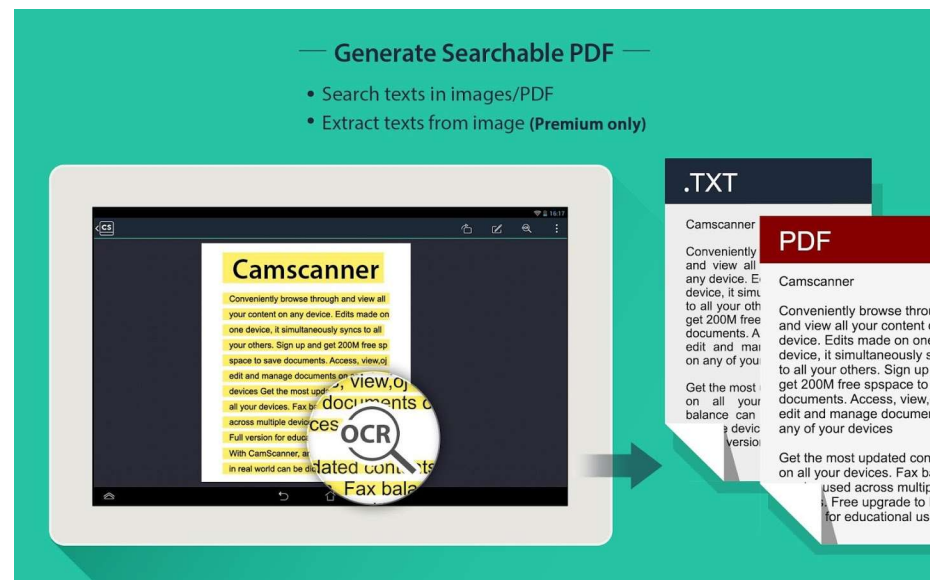 Generate Searchable PDF
• Search texts in images/PDF
• Extract texts from image (Premium only)
16:17
CS
Camscanner
Conveniently browse through and view all
your content on any device. Edits made on
one device, it simultaneously syncs to all
your others. Sign up and get 200M free sp
space to save documents. Access, view,oj
edit and manage documents on
devices Get the most upd
all your devices. Fax b
across multiple devic
Full version for educ
With CamScanner, a
in real world can be di
, view,oj
documents o
ces
OCR
dated cont ts
Fax bala
.TXT
Camscanner
Conveniently
and view all
any device. E
device, it simu
to all your oth
get 200M free
documents. A
edit and man
on any of your
Get the most
on all your
balance can
devic
versio
PDF
Camscanner
Conveniently browse throu
and view all your content o
device. Edits made on one
device, it simultaneously s
to all your others. Sign up
get 200M free spspace to
documents. Access, view,
edit and manage documen
any of your devices
Get the most updated con
on all your devices. Fax ba
used across multip
. Free upgrade to
for educational us